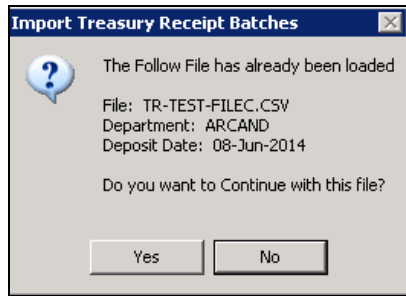 Import Treasury Receipt Batches
?
The Follow File has already been loaded
File: TR-TEST-FILEC.CSV
Department: ARCAND
Deposit Date: 08-Jun-2014
Do you want to Continue with this file?
Yes
No